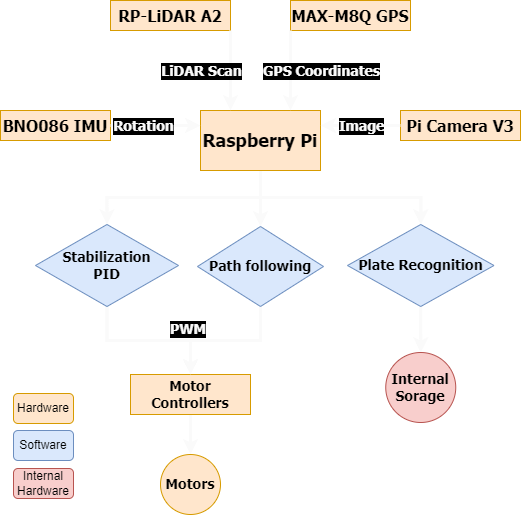 RP-LiDAR A2
MAX-M8Q GPS
LiDAR Scan
GPS Coordinates
BNO086 IMU
Rotation
Raspberry Pi
Image
Pi Camera V3
Stabilization
PID
Path following
Plate Recognition
PWM
Motor
Controllers
Internal
Sorage
Hardware
Software
Internal
Hardware
Motors